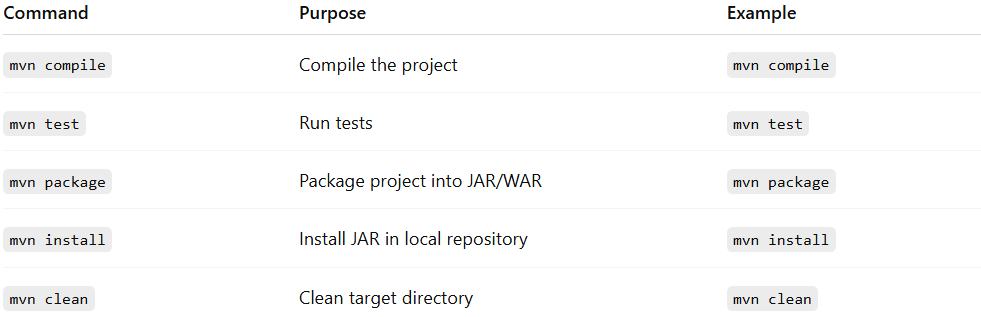 Command Purpose Example
mvn compile Compile the project mvn compile
mvn test Run tests mvn test
mvn package Package project into JAR/WAR mvn package
mvn install Install JAR in local repository mvn install
mvn clean Clean target directory mvn clean